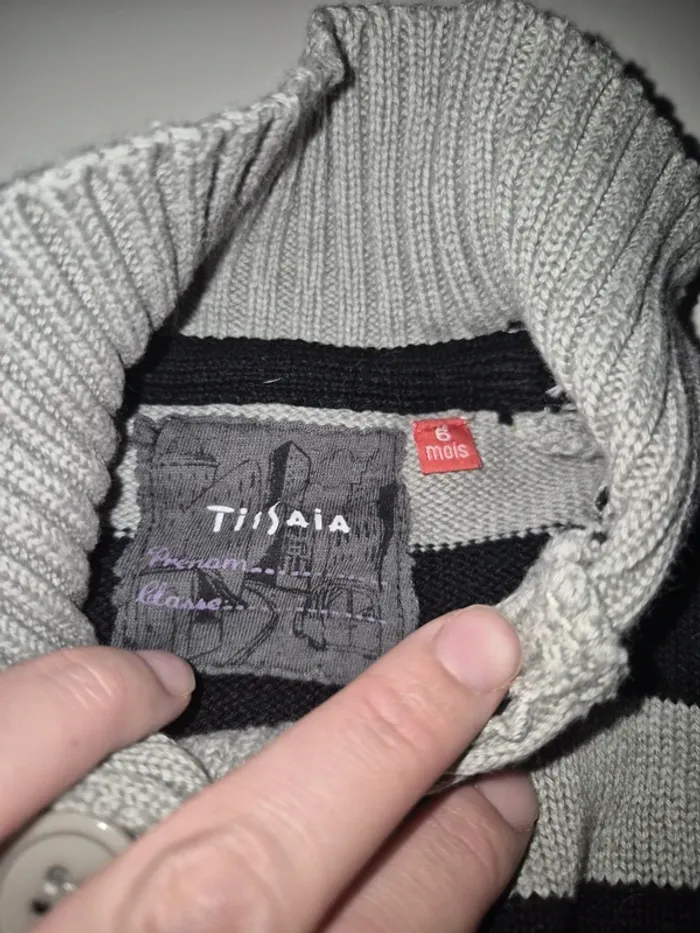 6
mois
TiSSAiA
Prénom....................
Classe....................